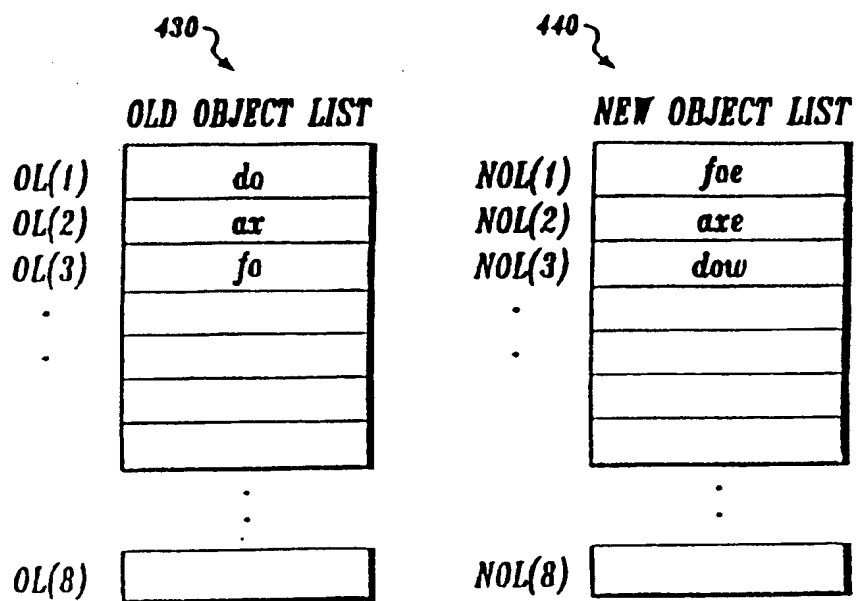 430
440
OLD OBJECT LIST
NEW OBJECT LIST
OL(1)
do
NOL(1)
foe
OL(2)
ax
NOL(2)
axe
OL(3)
fo
NOL(3)
dow
OL(8)
NOL(8)